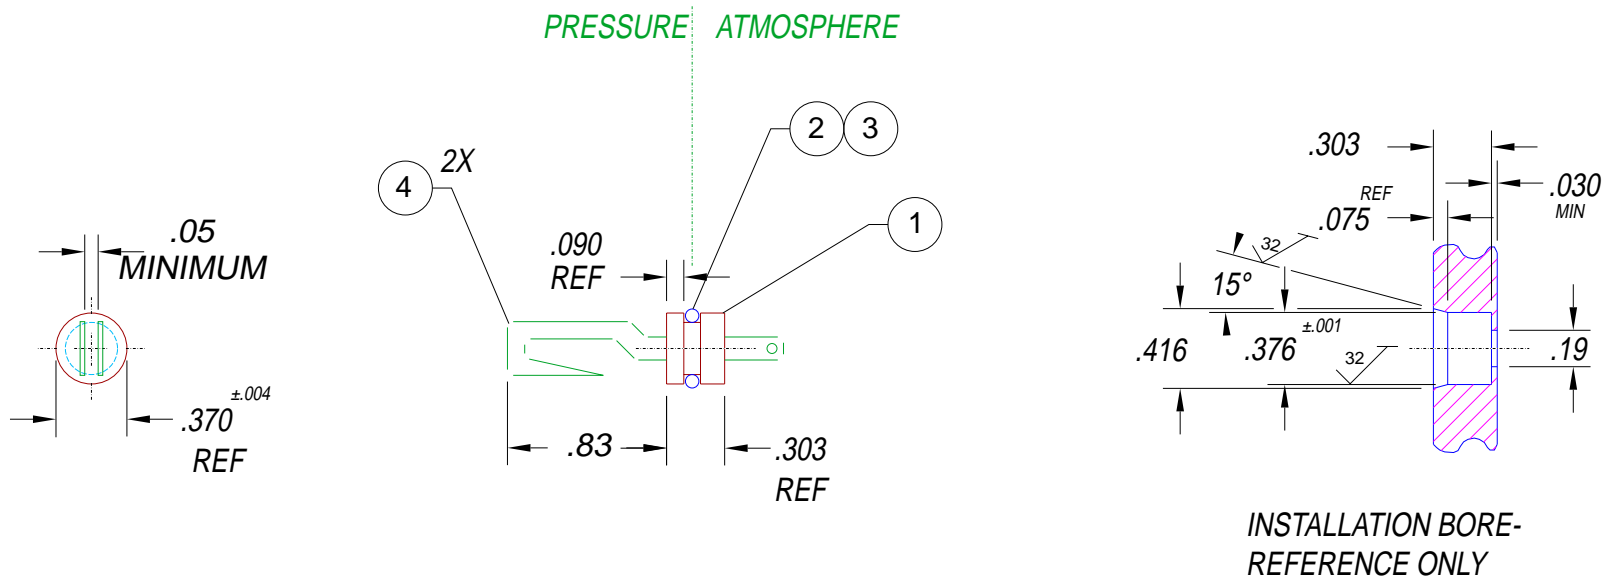 PRESSURE ATMOSPHERE
2 3
2X
4
1
.05
MINIMUM
.370 ±.004
REF
.090
REF
.83
.303
REF
.303
.030
MIN
REF
.075
32
15°
.416
.376 ±.001
32
.19
INSTALLATION BORE-
REFERENCE ONLY